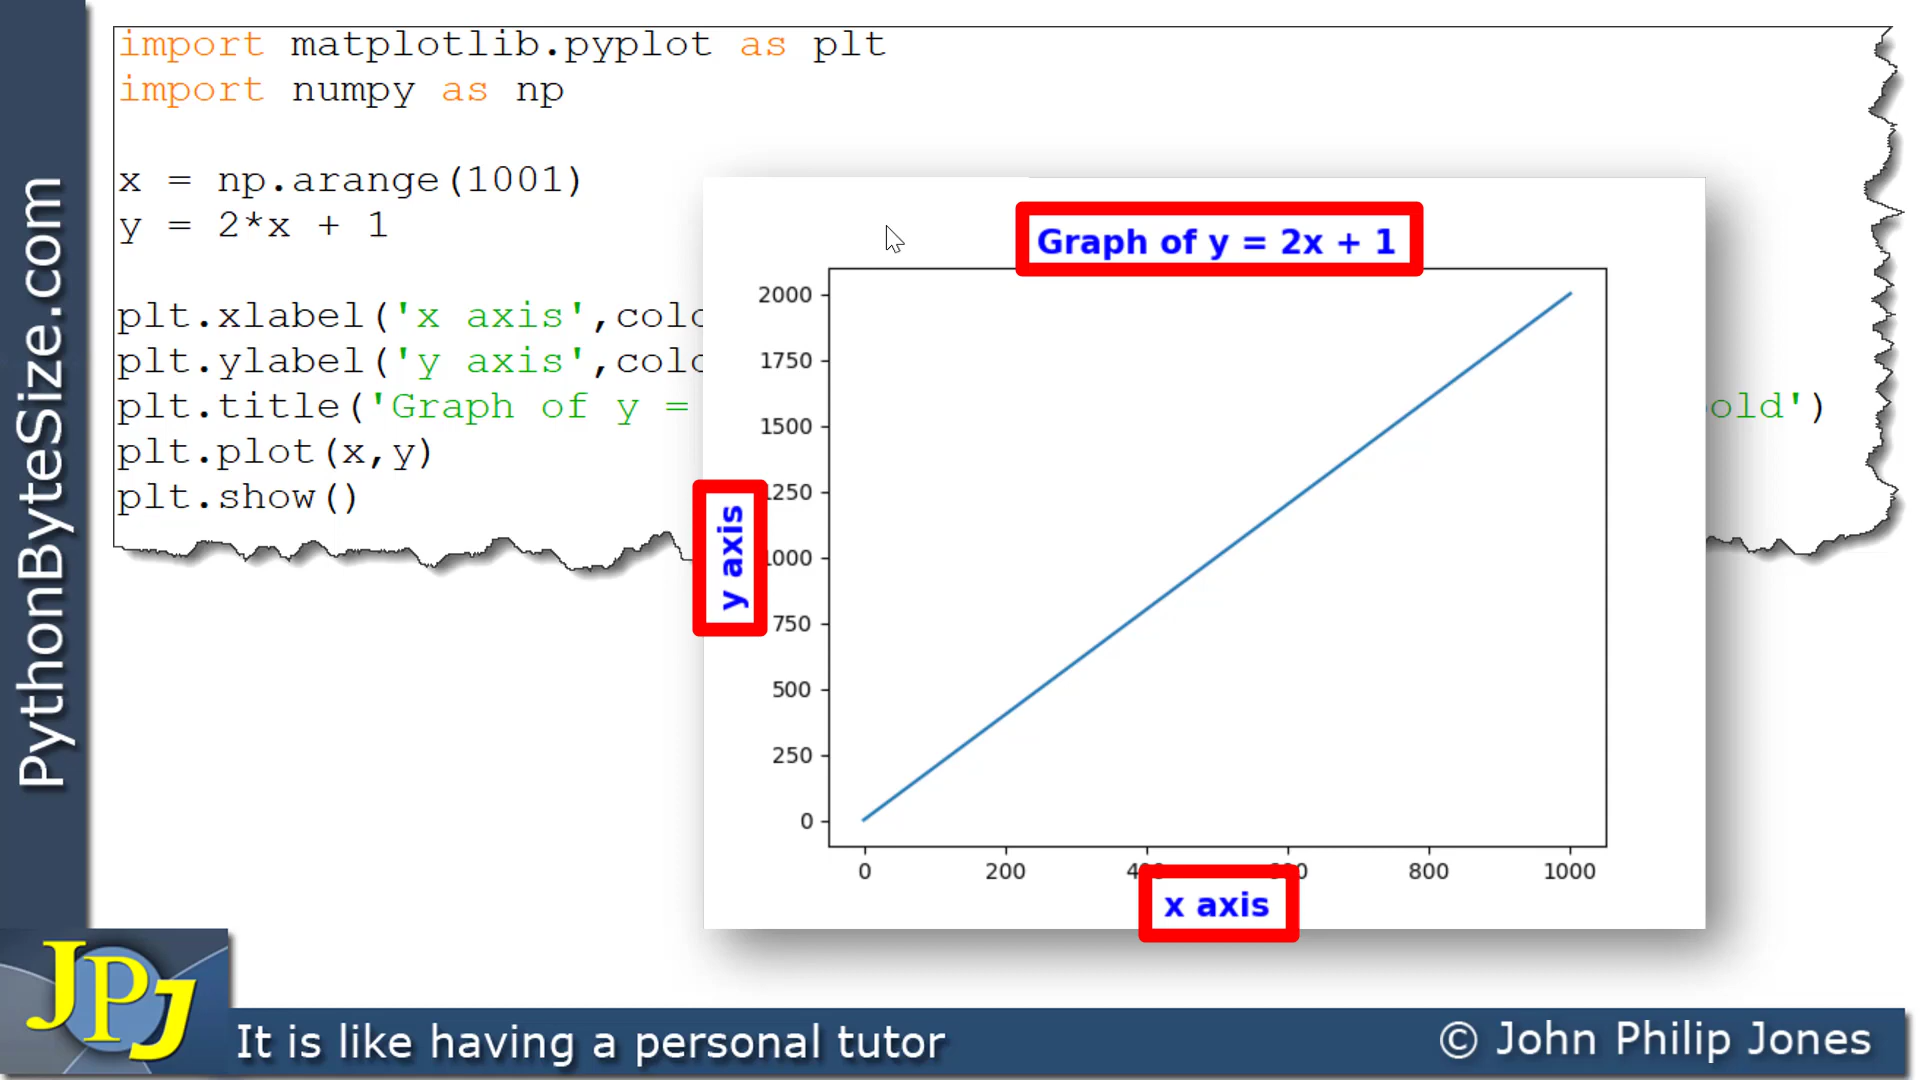 import matplotlib.pyplot as plt
import numpy as np
x = np.arange(1001)
y = 2*x + 1
plt.xlabel('x axis',colo
plt.ylabel('y axis',colo
plt.title('Graph of y = old')
plt.plot(x,y)
plt.show()
Graph of y = 2x + 1
2000
1750
1500
250
1000
750
500
250
0
y axis
0 200 800 1000
x axis
PythonByteSize.com
JPJ
It is like having a personal tutor
© John Philip Jones